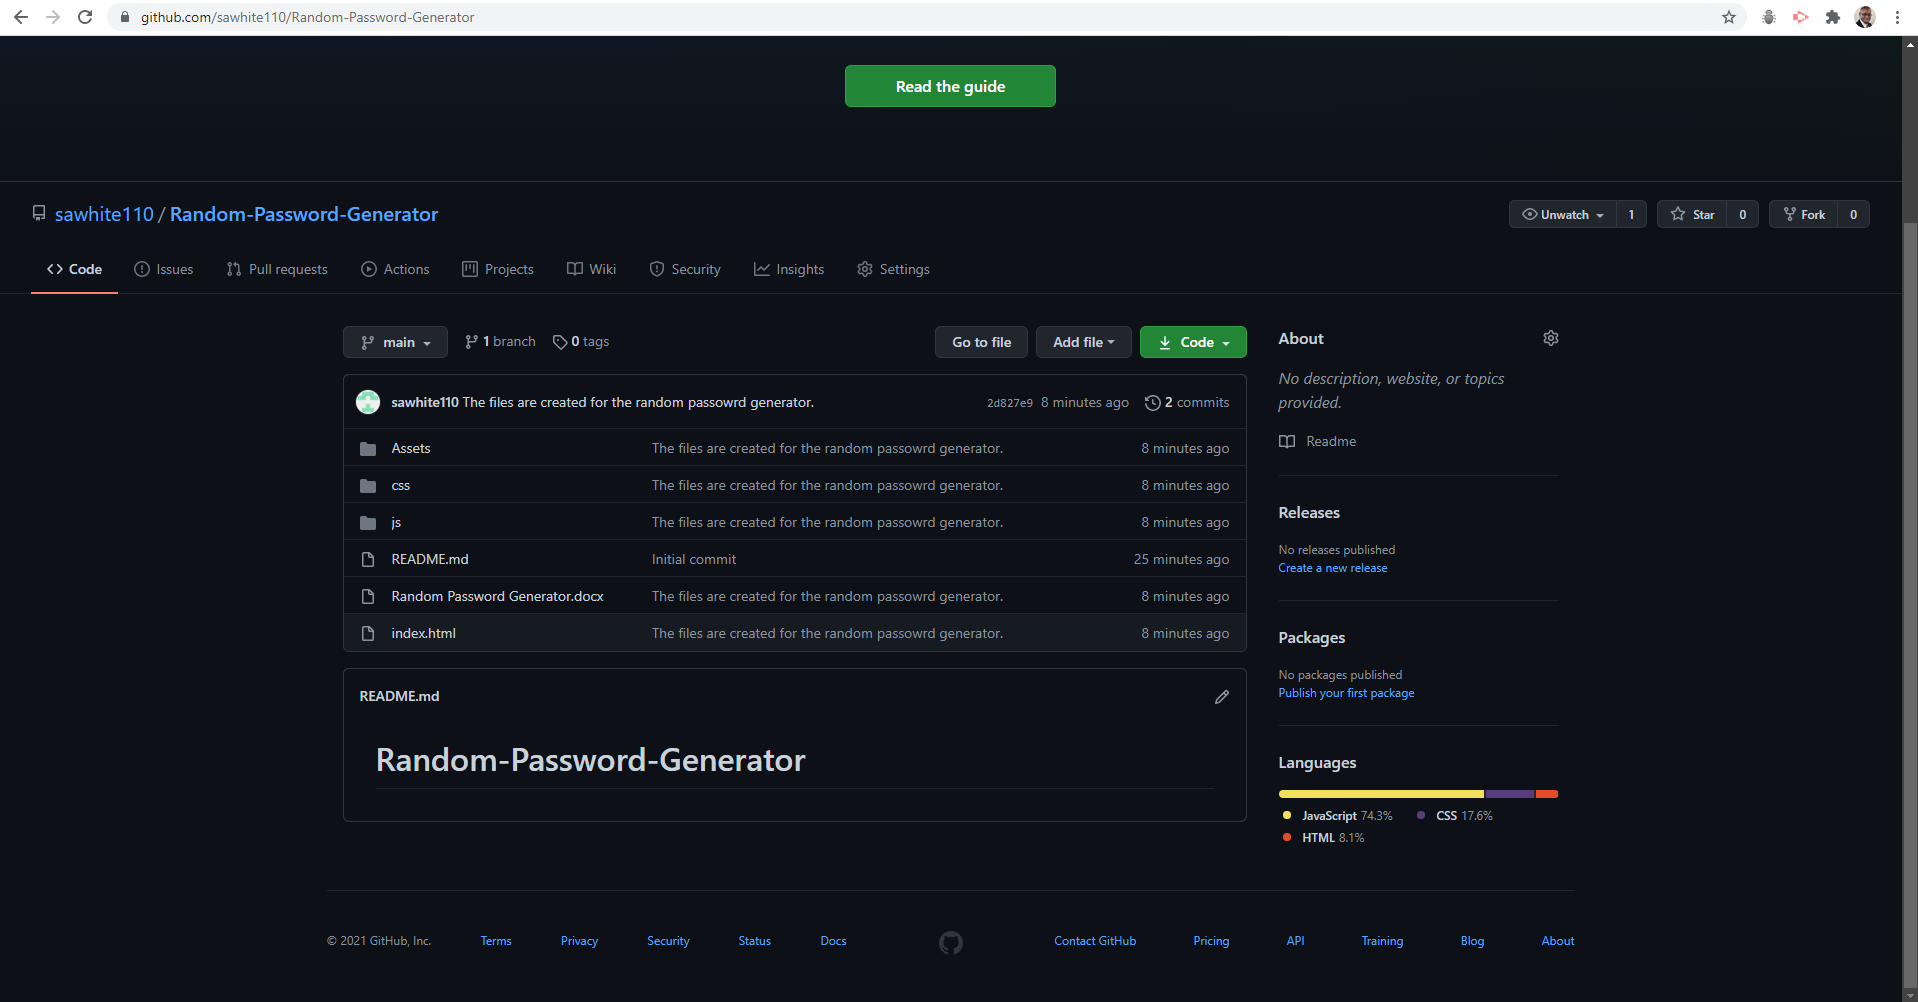 github.com/sawhite110/Random-Password-Generator
Read the guide
sawhite110 / Random-Password-Generator
Unwatch 1 Star 0 Fork 0
Code Issues Pull requests Actions Projects Wiki Security Insights Settings
main 1 branch 0 tags Go to file Add file Code
sawhite110 The files are created for the random passowrd generator. 2d827e9 8 minutes ago 2 commits
Assets The files are created for the random passowrd generator. 8 minutes ago
css The files are created for the random passowrd generator. 8 minutes ago
js The files are created for the random passowrd generator. 8 minutes ago
README.md Initial commit 25 minutes ago
Random Password Generator.docx The files are created for the random passowrd generator. 8 minutes ago
index.html The files are created for the random passowrd generator. 8 minutes ago
README.md
Random-Password-Generator
About
No description, website, or topics
provided.
Readme
Releases
No releases published
Create a new release
Packages
No packages published
Publish your first package
Languages
JavaScript 74.3% CSS 17.6%
HTML 8.1%
© 2021 GitHub, Inc. Terms Privacy Security Status Docs Contact GitHub Pricing API Training Blog About